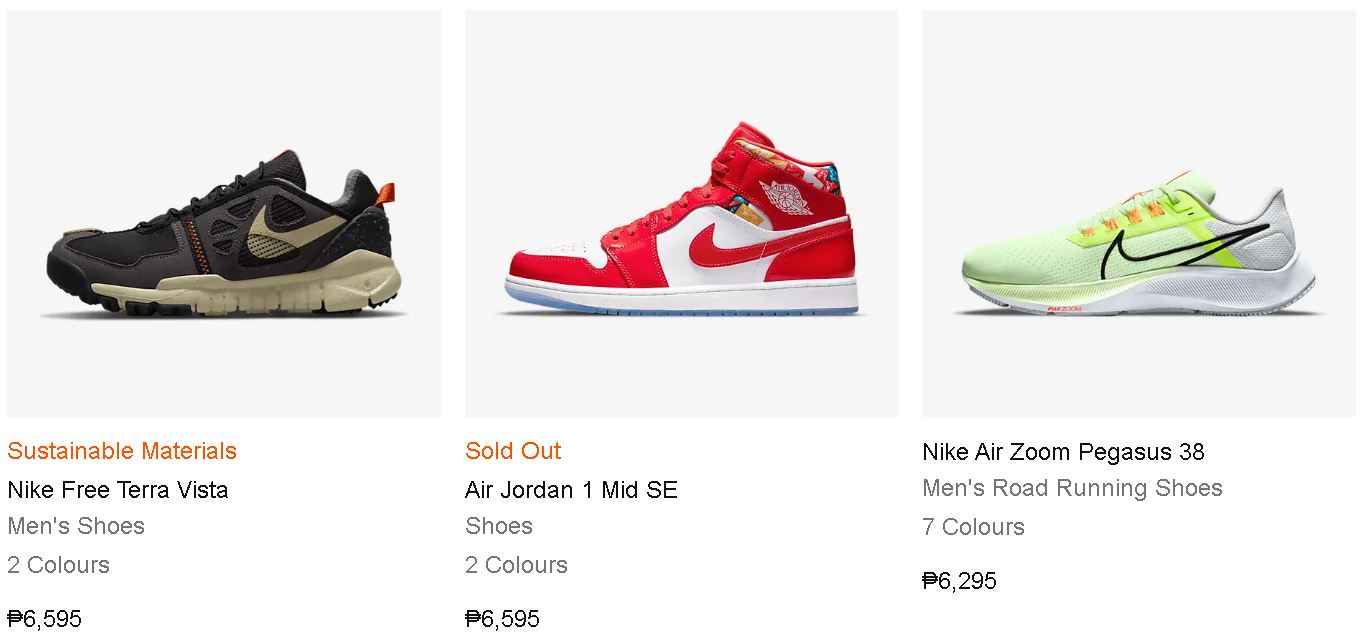 Sustainable Materials
Nike Free Terra Vista
Men's Shoes
2 Colours
₱6,595
Sold Out
Air Jordan 1 Mid SE
Shoes
2 Colours
₱6,595
ZOOM
Nike Air Zoom Pegasus 38
Men's Road Running Shoes
7 Colours
₱6,295